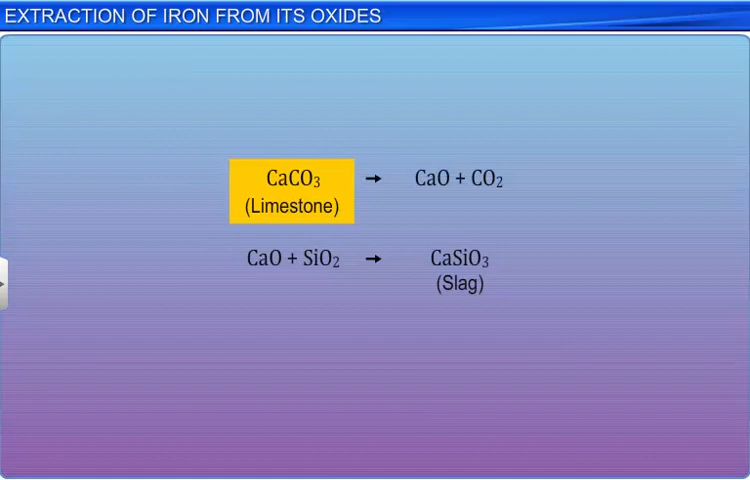 EXTRACTION OF IRON FROM ITS OXIDES
CaCO₃ → CaO + CO₂
(Limestone)
CaO + SiO₂ → CaSiO₃
(Slag)